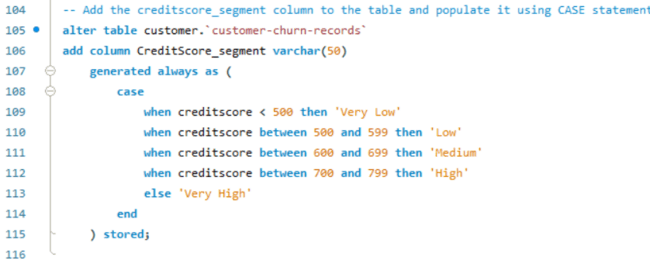 104 -- Add the creditscore_segment column to the table and populate it using CASE statement
105 alter table customer.`customer-churn-records`
106 add column CreditScore_segment varchar(50)
107 generated always as (
108 case
109 when creditscore < 500 then 'Very Low'
110 when creditscore between 500 and 599 then 'Low'
111 when creditscore between 600 and 699 then 'Medium'
112 when creditscore between 700 and 799 then 'High'
113 else 'Very High'
114 end
115 ) stored;
116